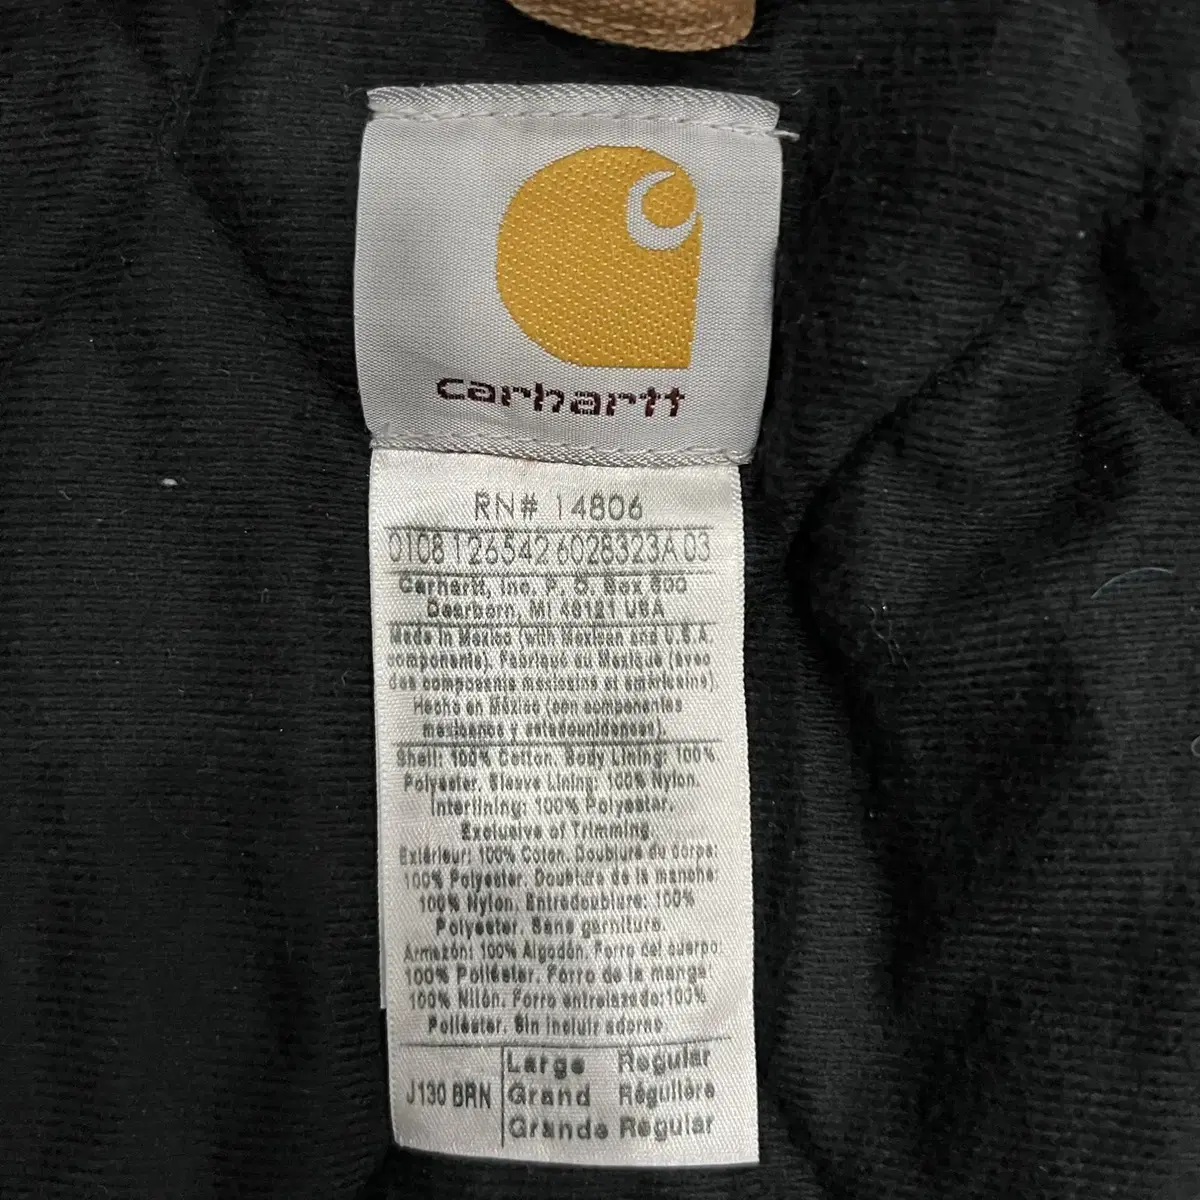 carhartt
RN# 14806
0108 126542 6028323A 03
Carhartt, Inc. P. O. Box 600
Dearborn, MI 48121 USA
Made in Mexico (with Mexican and U.S.A.
components). Fabriqué au Mexique (avec
des composants mexicains et américains)
Hecho en México (con componentes
mexicanos y estadounidenses).
Shell: 100% Cotton. Body Lining: 100%
Polyester. Sleeve Lining: 100% Nylon.
Interlining: 100% Polyester.
Exclusive of Trimming
Extérieur: 100% Coton. Doublure du corps:
100% Polyester. Doublure de la manche:
100% Nylon. Entredoublure: 100%
Polyester. Sans garniture.
Armazón: 100% Algodón. Forro del cuerpo:
100% Poliéster. Forro de la manga:
100% Nilón. Forro entrelazado: 100%
Poliéster. Sin incluir adorno
J130 BRN
Large Regular
Grand Régulière
Grande Regular